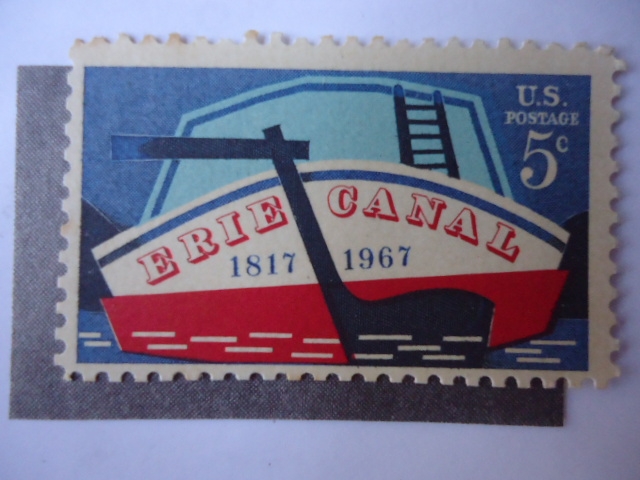 U.S.
POSTAGE
5c
ERIE CANAL
1817 1967